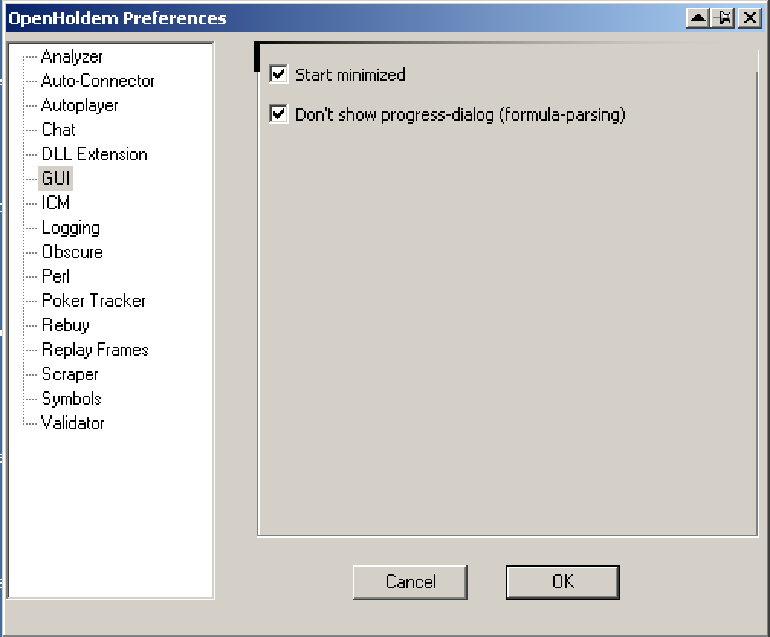 OpenHoldem Preferences
Analyzer
Auto-Connector
Autoplayer
Chat
DLL Extension
GUI
ICM
Logging
Obscure
Perl
Poker Tracker
Rebuy
Replay Frames
Scraper
Symbols
Validator
Start minimized
Don't show progress-dialog (formula-parsing)
Cancel
OK